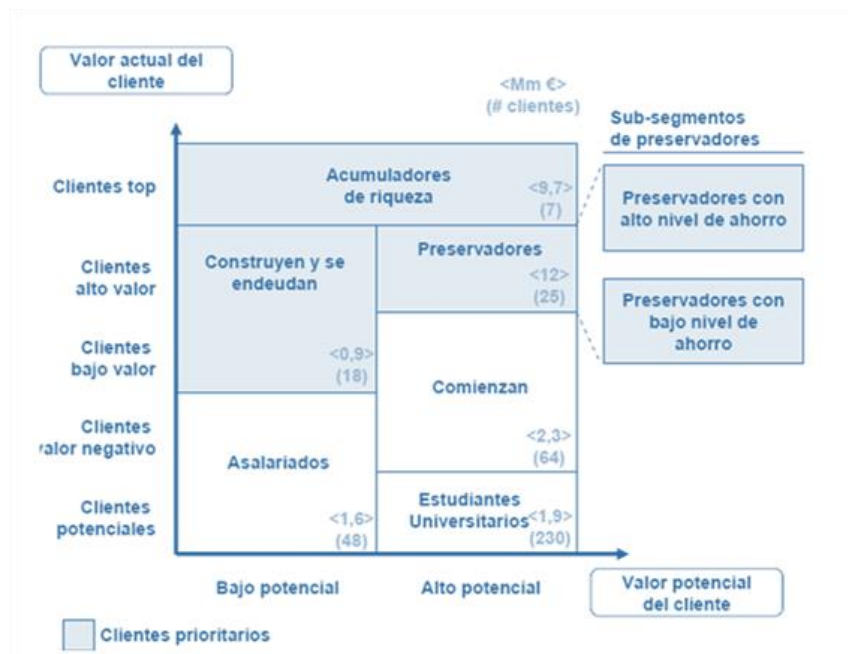 Valor actual del
cliente
<Mm €>
(# clientes)
Sub-segmentos
de preservadores
Clientes top
Acumuladores
de riqueza
<9,7>
(7)
Preservadores con
alto nivel de ahorro
Clientes
alto valor
Construyen y se
endeudan
Preservadores
<12>
(25)
Preservadores con
bajo nivel de
ahorro
Clientes
bajo valor
<0,9>
(18)
Comienzan
<2,3>
(64)
Clientes
valor negativo
Asalariados
<1,6>
(48)
Clientes
potenciales
Estudiantes
Universitarios
<1,9>
(230)
Bajo potencial
Alto potencial
Valor potencial
del cliente
Clientes prioritarios